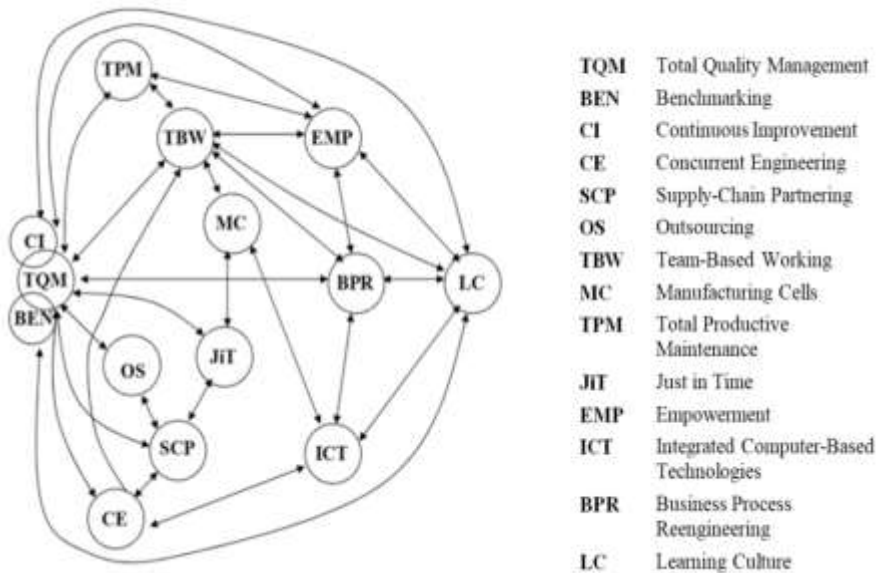 TPM
TBW
EMP
MC
CI
TQM
BEN
BPR
LC
JiT
OS
SCP
ICT
CE
TQM Total Quality Management
BEN Benchmarking
CI Continuous Improvement
CE Concurrent Engineering
SCP Supply-Chain Partnering
OS Outsourcing
TBW Team-Based Working
MC Manufacturing Cells
TPM Total Productive
Maintenance
JiT Just in Time
EMP Empowerment
ICT Integrated Computer-Based
Technologies
BPR Business Process
Reengineering
LC Learning Culture